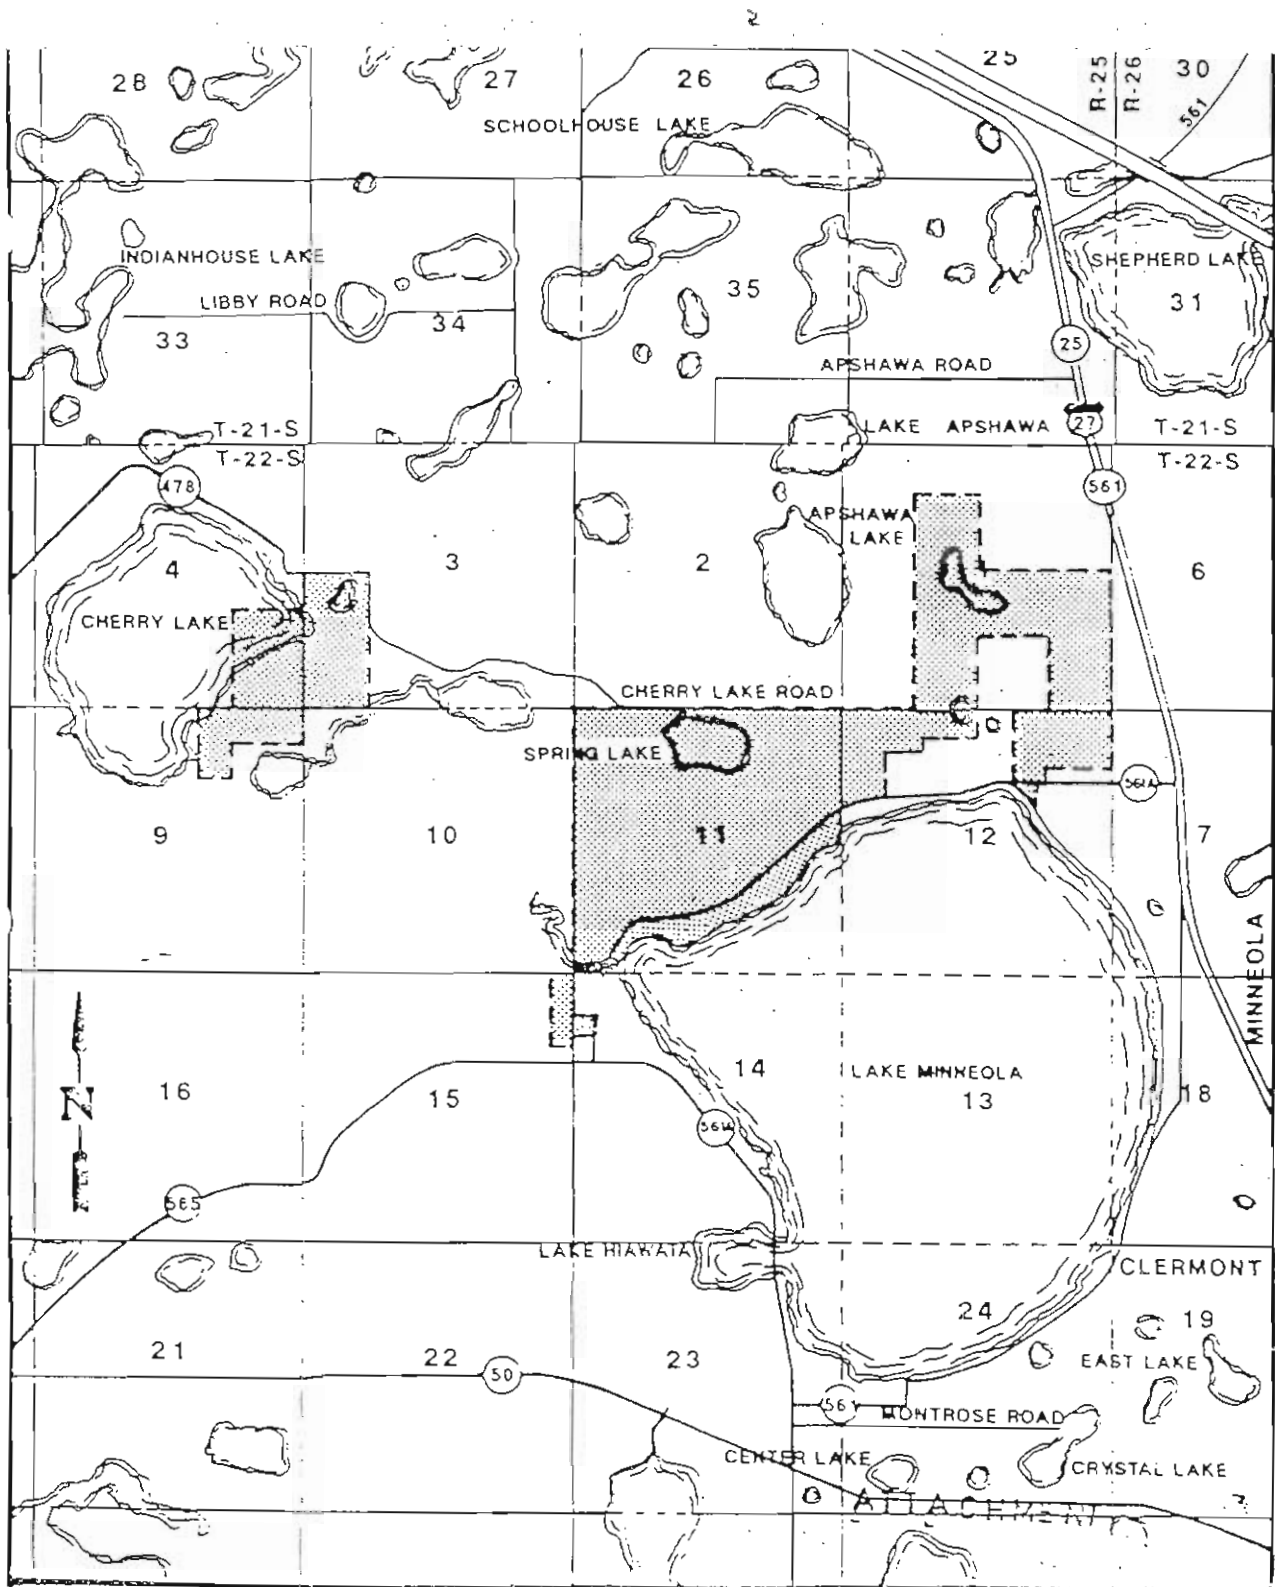 2
28
27
26
25
R-25
R-26
30
561
SCHOOLHOUSE LAKE
INDIANHOUSE LAKE
SHEPHERD LAKE
LIBBY ROAD
35
31
33
34
25
APSHAWA ROAD
T-21-S
LAKE APSHAWA
27
T-21-S
T-22-S
T-22-S
478
561
APSHAWA
LAKE
4
3
2
6
CHERRY LAKE
CHERRY LAKE ROAD
SPRING LAKE
561A
9
10
11
12
7
MINNEOLA
N
16
15
14
LAKE MINNEOLA
13
18
561A
565
LAKE HIAWATA
CLERMONT
24
19
21
22
23
EAST LAKE
50
561
MONTROSE ROAD
CENTER LAKE
CRYSTAL LAKE
ATTACHMENT